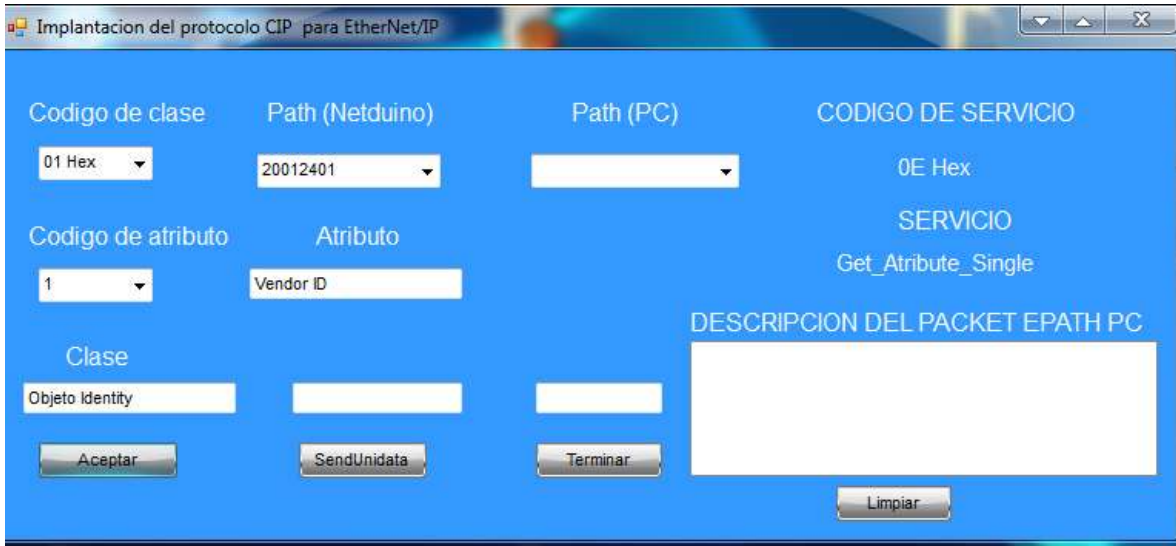 Implantacion del protocolo CIP para EtherNet/IP
Codigo de clase
Path (Netduino)
Path (PC)
CODIGO DE SERVICIO
01 Hex
20012401
0E Hex
SERVICIO
Codigo de atributo
Atributo
Get_Atribute_Single
1
Vendor ID
DESCRIPCION DEL PACKET EPATH PC
Clase
Objeto Identity
Aceptar
SendUnidata
Terminar
Limpiar